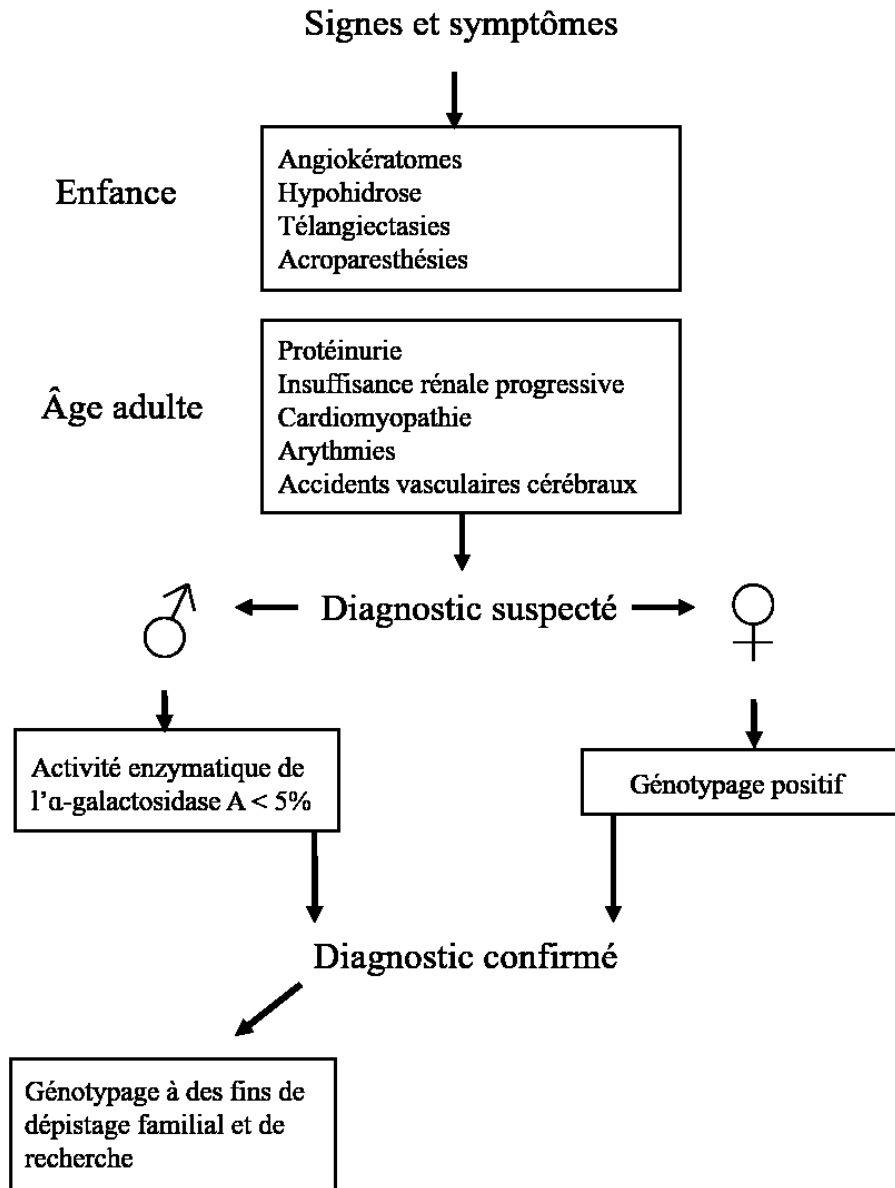 Signes et symptômes
Enfance
Angiokératomes
Hypohidrose
Télangiectasies
Acroparesthésies
Âge adulte
Protéinurie
Insuffisance rénale progressive
Cardiomyopathie
Arythmies
Accidents vasculaires cérébraux
Diagnostic suspecté
Activité enzymatique de
l’α-galactosidase A < 5%
Génotypage positif
Diagnostic confirmé
Génotypage à des fins de
dépistage familial et de
recherche